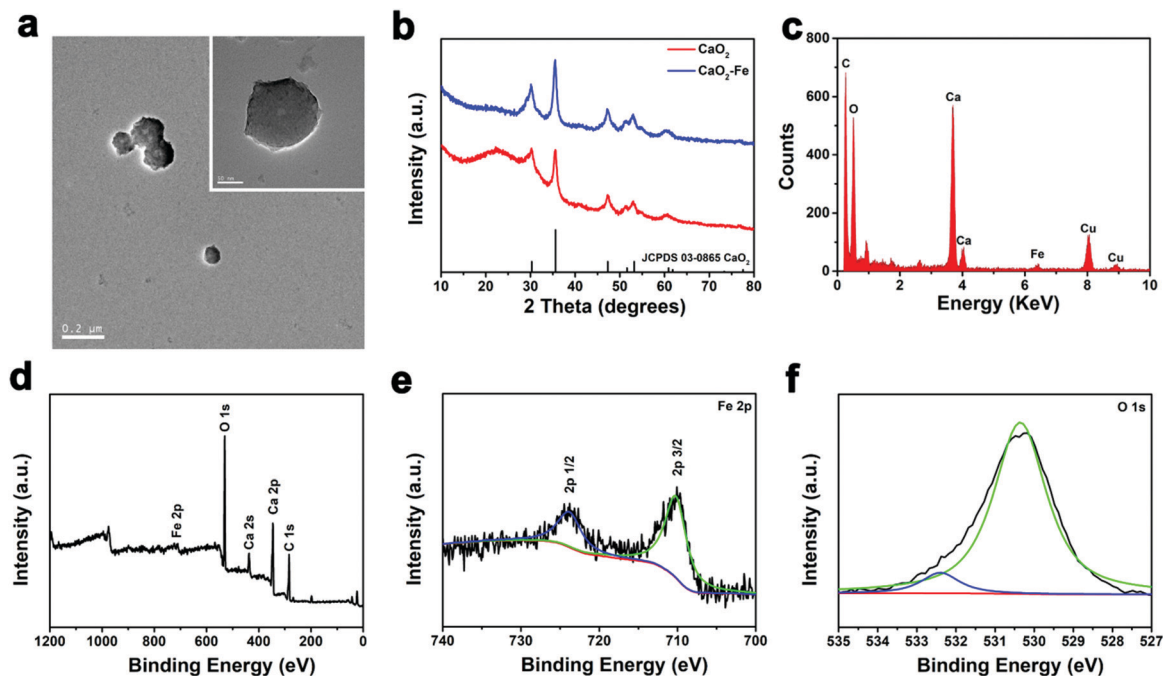 a
0.2 µm
b
CaO2
CaO2-Fe
JCPDS 03-0865 CaO2
Intensity (a.u.)
10 20 30 40 50 60 70 80
2 Theta (degrees)
c
800
600
400
200
0
Counts
C
O
Ca
Ca
Fe
Cu
Cu
0 2 4 6 8 10
Energy (KeV)
d
Intensity (a.u.)
Fe 2p
O 1s
Ca 2s
Ca 2p
C 1s
1200 1000 800 600 400 200 0
Binding Energy (eV)
e
Fe 2p
Intensity (a.u.)
2p 1/2
2p 3/2
740 730 720 710 700
Binding Energy (eV)
f
O 1s
Intensity (a.u.)
535 534 533 532 531 530 529 528 527
Binding Energy (eV)